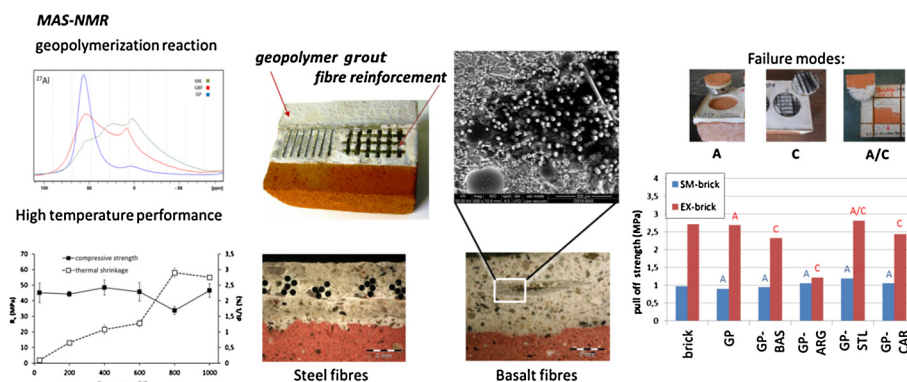 MAS-NMR
geopolymerization reaction
27Al
MK
GBF
GP
100
50
0
[ppm]
High temperature performance
compressive strength
thermal shrinkage
70
60
50
40
30
20
10
0
3,5
3
2,5
2
1,5
1
0,5
0
0
200
400
600
800
1000
geopolymer grout
fibre reinforcement
Steel fibres
Basalt fibres
Failure modes:
A
C
A/C
SM-brick
EX-brick
pull off strength (MPa)
4
3,5
3
2,5
2
1,5
1
0,5
0
A
C
C
A/C
C
A
A
A
A
A
brick
GP
GP-BAS
GP-ARG
GP-STL
GP-CAR